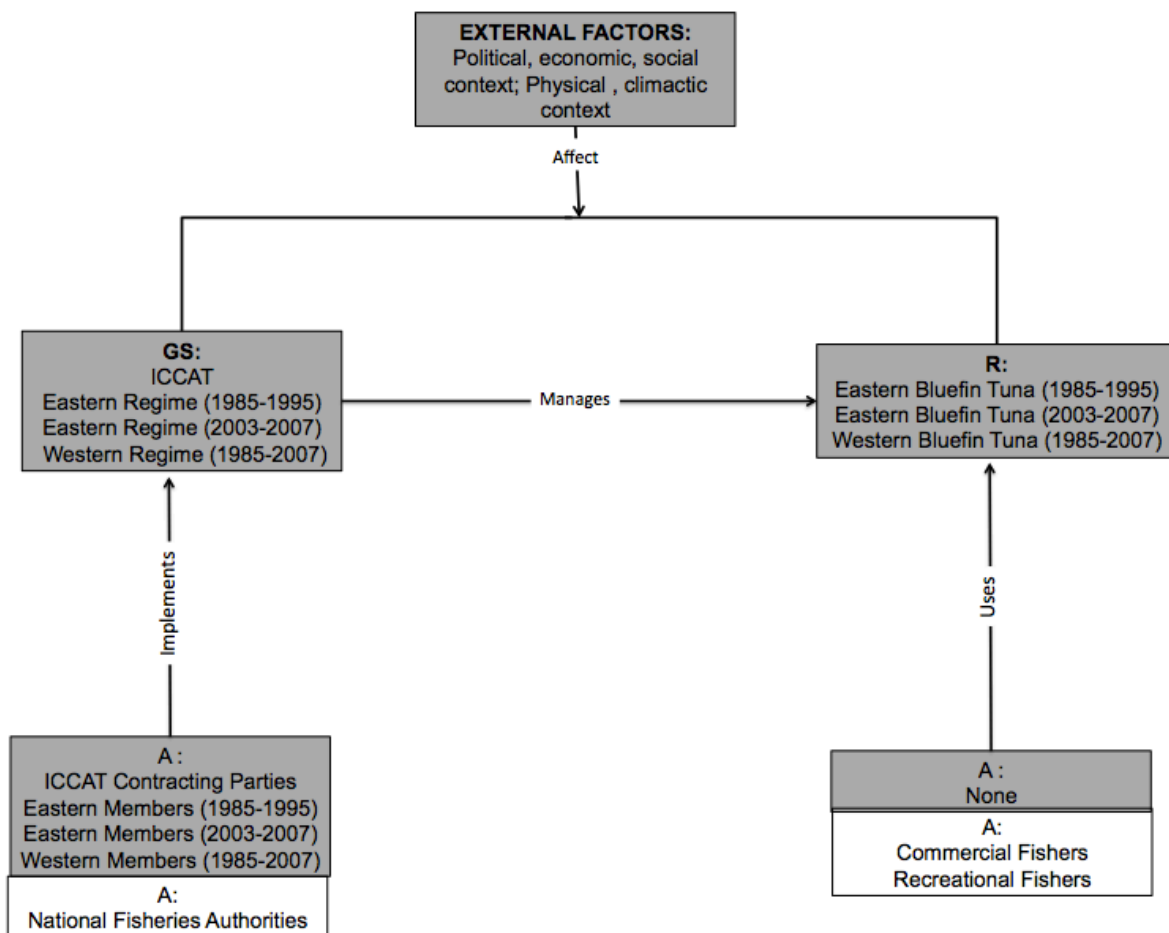 EXTERNAL FACTORS:
Political, economic, social
context; Physical , climactic
context
Affect
GS:
ICCAT
Eastern Regime (1985-1995)
Eastern Regime (2003-2007)
Western Regime (1985-2007)
Manages
R:
Eastern Bluefin Tuna (1985-1995)
Eastern Bluefin Tuna (2003-2007)
Western Bluefin Tuna (1985-2007)
Implements
Uses
A :
ICCAT Contracting Parties
Eastern Members (1985-1995)
Eastern Members (2003-2007)
Western Members (1985-2007)
A:
National Fisheries Authorities
A :
None
A:
Commercial Fishers
Recreational Fishers